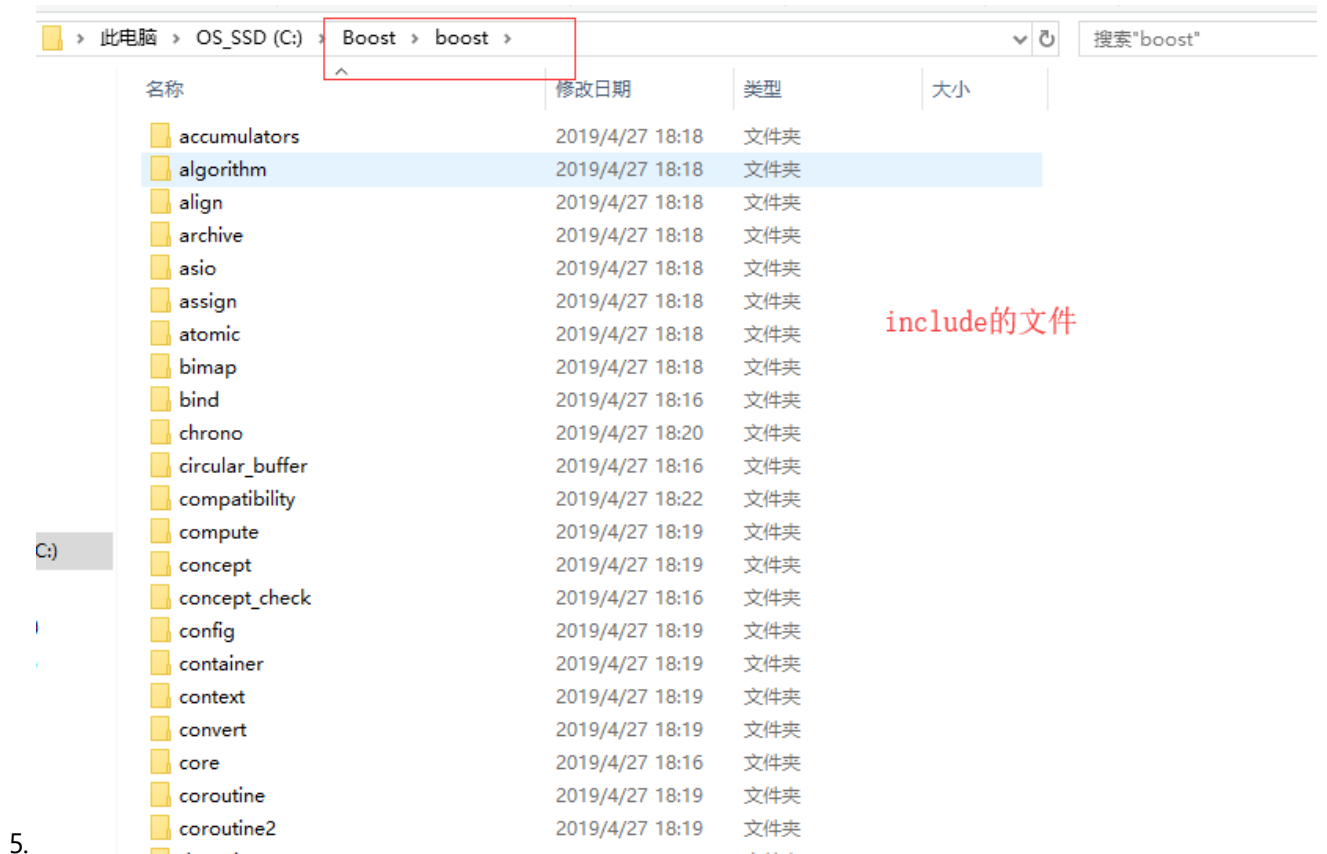 此电脑 > OS_SSD (C:) > Boost > boost > 搜索"boost"
名称 修改日期 类型 大小
accumulators 2019/4/27 18:18 文件夹
algorithm 2019/4/27 18:18 文件夹
align 2019/4/27 18:18 文件夹
archive 2019/4/27 18:18 文件夹
asio 2019/4/27 18:18 文件夹
assign 2019/4/27 18:18 文件夹
include的文件
atomic 2019/4/27 18:18 文件夹
bimap 2019/4/27 18:18 文件夹
bind 2019/4/27 18:16 文件夹
chrono 2019/4/27 18:20 文件夹
circular_buffer 2019/4/27 18:16 文件夹
compatibility 2019/4/27 18:22 文件夹
compute 2019/4/27 18:19 文件夹
C:)
concept 2019/4/27 18:19 文件夹
concept_check 2019/4/27 18:16 文件夹
config 2019/4/27 18:19 文件夹
container 2019/4/27 18:19 文件夹
context 2019/4/27 18:19 文件夹
convert 2019/4/27 18:19 文件夹
core 2019/4/27 18:16 文件夹
coroutine 2019/4/27 18:19 文件夹
coroutine2 2019/4/27 18:19 文件夹
5.